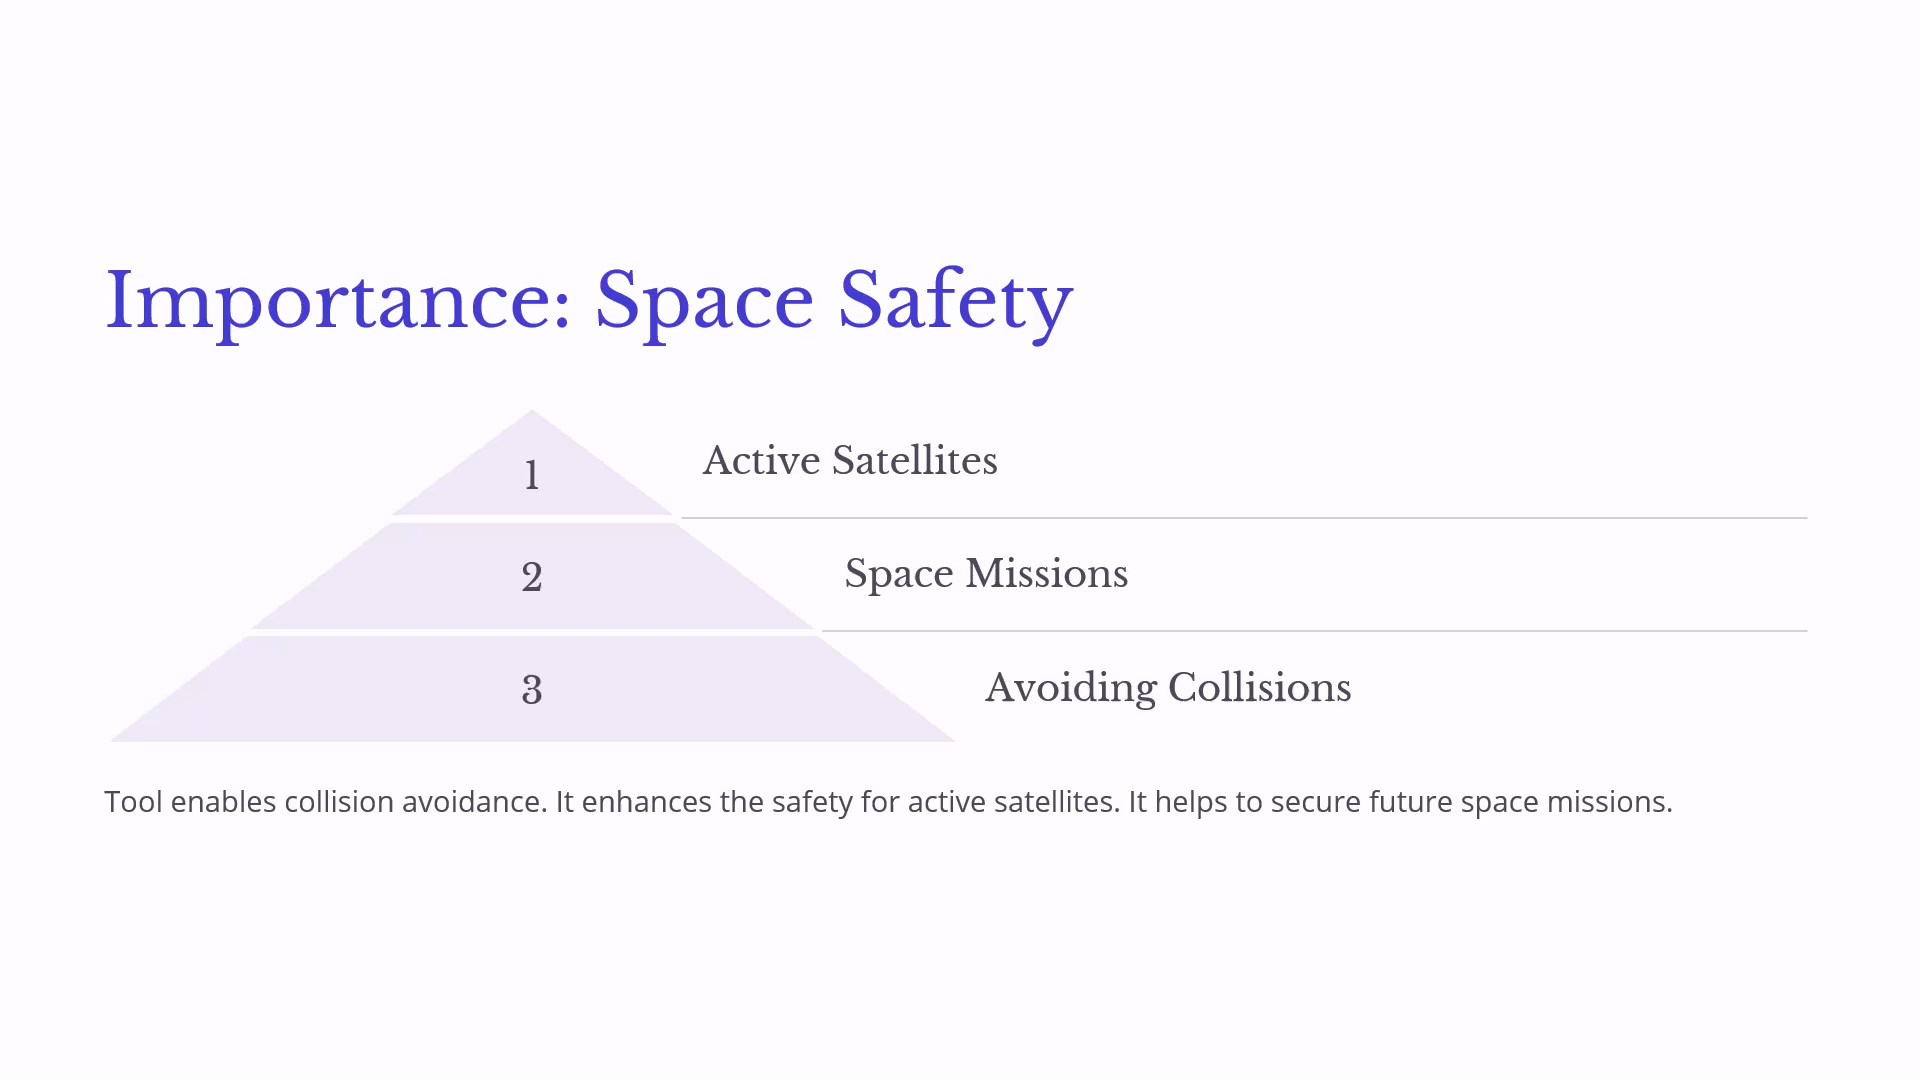 Importance: Space Safety
1
Active Satellites
2
Space Missions
3
Avoiding Collisions
Tool enables collision avoidance. It enhances the safety for active satellites. It helps to secure future space missions.